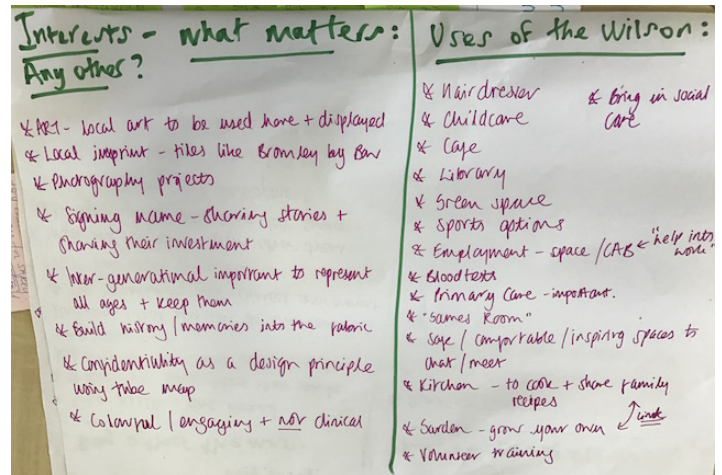 Interests - what matters:
Any other?
* ART - local art to be used here + displayed
* Local imprint - tiles like Bromley by Bow
* Photography projects
* Signing name - sharing stories +
sharing their investment
* Inter-generational important to represent
all ages + keep them
* Build history / memories into the fabric
* Confidentiality as a design principle
using tube map
* Colourful / engaging + not clinical
Uses of the Wilson:
* Hairdresser
* Bring in social
care
* Childcare
* Cafe
* Library
* Green space
* Sports options
* Employment - space / CAB
"help into
work"
* Blood tests
* Primary Care - important.
* "Games Room"
* Safe / comfortable / inspiring spaces to
chat / meet
* Kitchen - to cook + share family
recipes
* Garden - grow your own
link
* Volunteer training